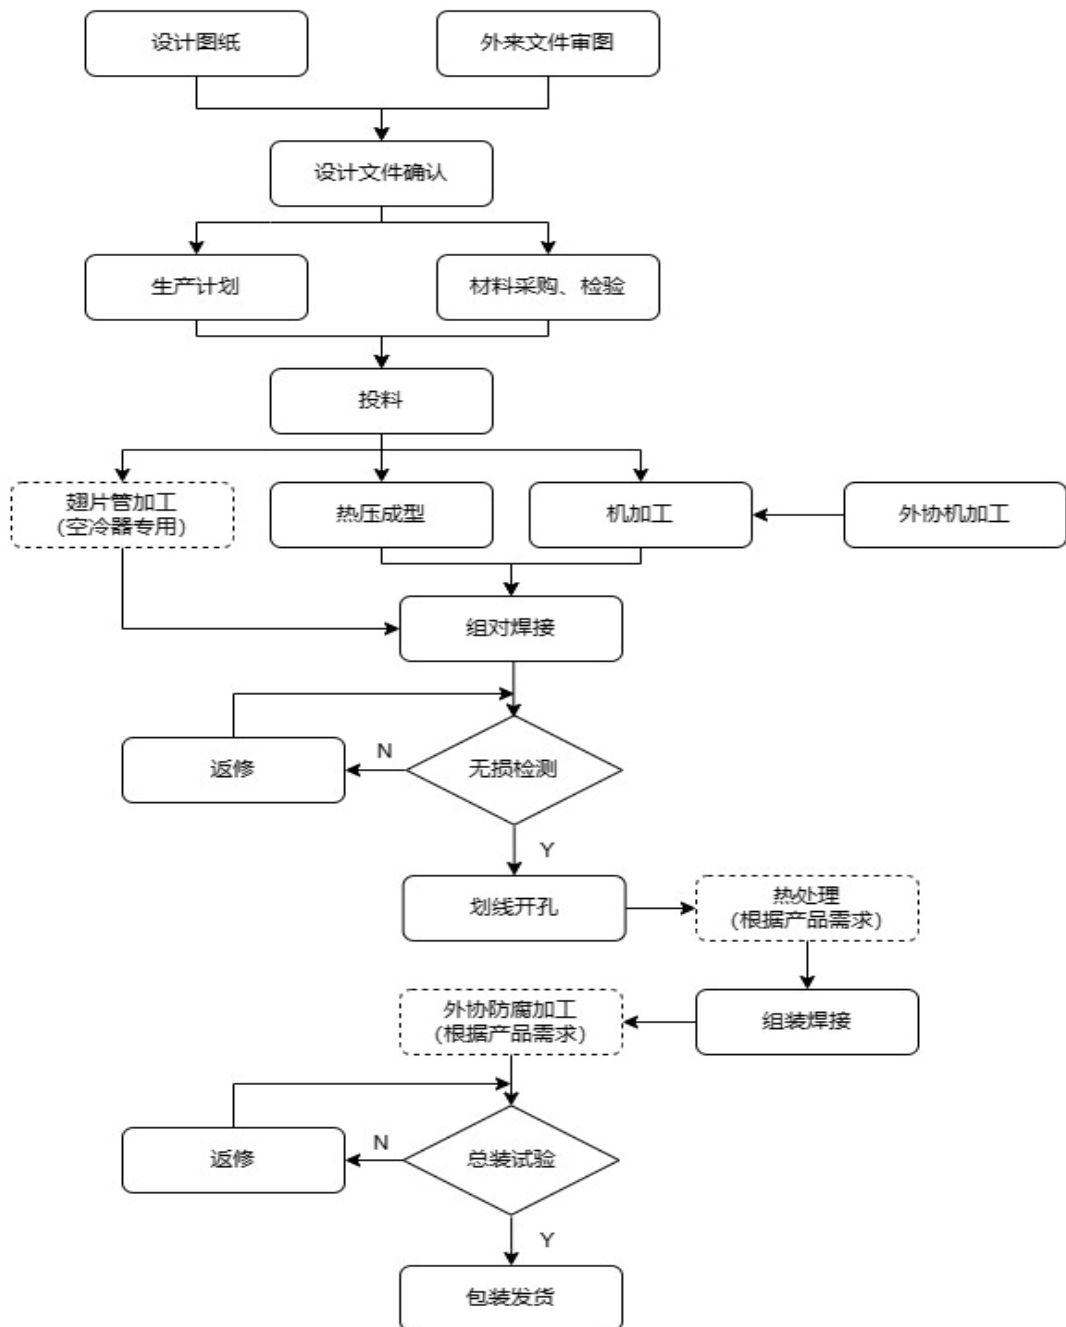 设计图纸
外来文件审图
设计文件确认
生产计划
材料采购、检验
投料
翅片管加工
(空冷器专用)
热压成型
机加工
外协机加工
组对焊接
返修
N
无损检测
Y
划线开孔
热处理
(根据产品需求)
外协防腐加工
(根据产品需求)
组装焊接
返修
N
总装试验
Y
包装发货